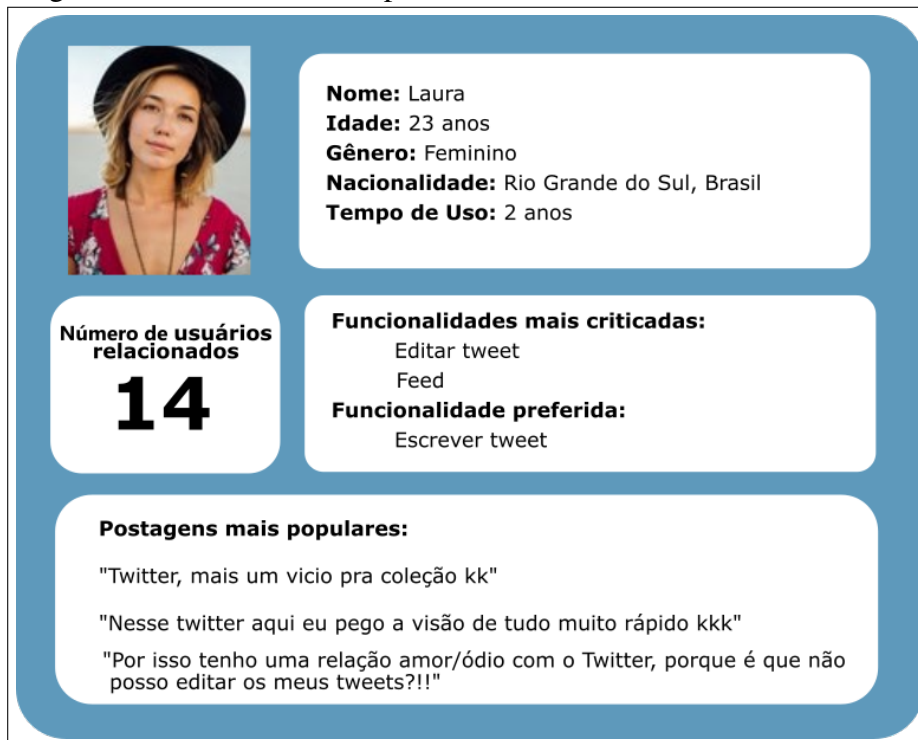 Nome: Laura
Idade: 23 anos
Gênero: Feminino
Nacionalidade: Rio Grande do Sul, Brasil
Tempo de Uso: 2 anos
Número de usuários
relacionados
14
Funcionalidades mais criticadas:
Editar tweet
Feed
Funcionalidade preferida:
Escrever tweet
Postagens mais populares:
"Twitter, mais um vicio pra coleção kk"
"Nesse twitter aqui eu pego a visão de tudo muito rápido kkk"
"Por isso tenho uma relação amor/ódio com o Twitter, porque é que não
posso editar os meus tweets?!!"